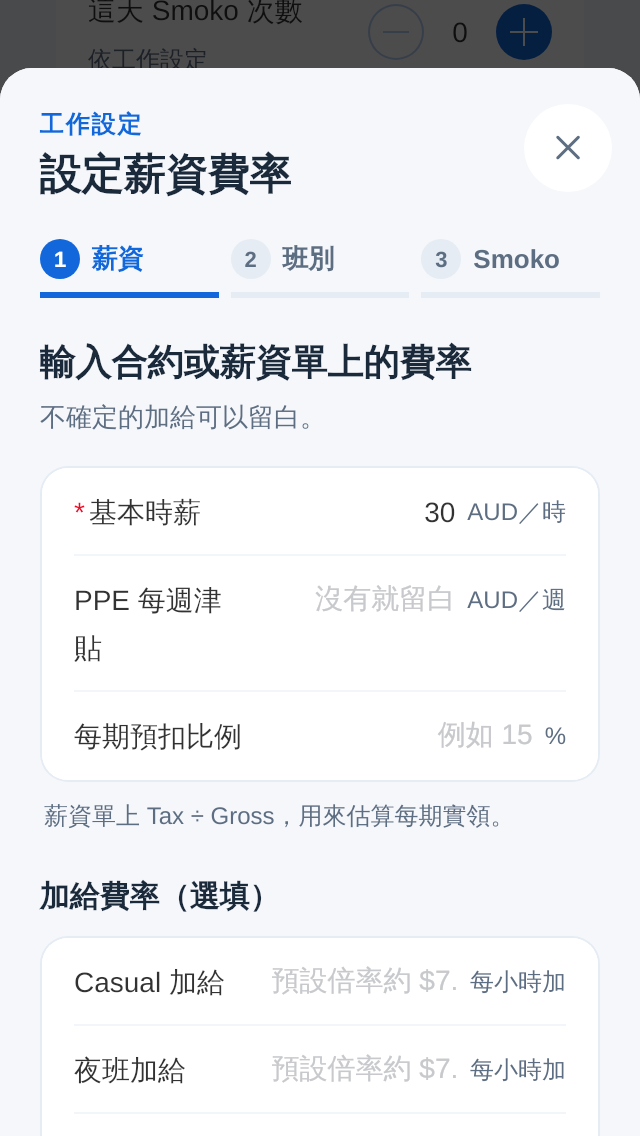 這天 Smoko 次數
0
依工作設定
工作設定
設定薪資費率
1 薪資
2 班別
3 Smoko
輸入合約或薪資單上的費率
不確定的加給可以留白。
*基本時薪 30 AUD／時
PPE 每週津貼 沒有就留白 AUD／週
每期預扣比例 例如 15 %
薪資單上 Tax ÷ Gross，用來估算每期實領。
加給費率（選填）
Casual 加給 預設倍率約 $7. 每小時加
夜班加給 預設倍率約 $7. 每小時加